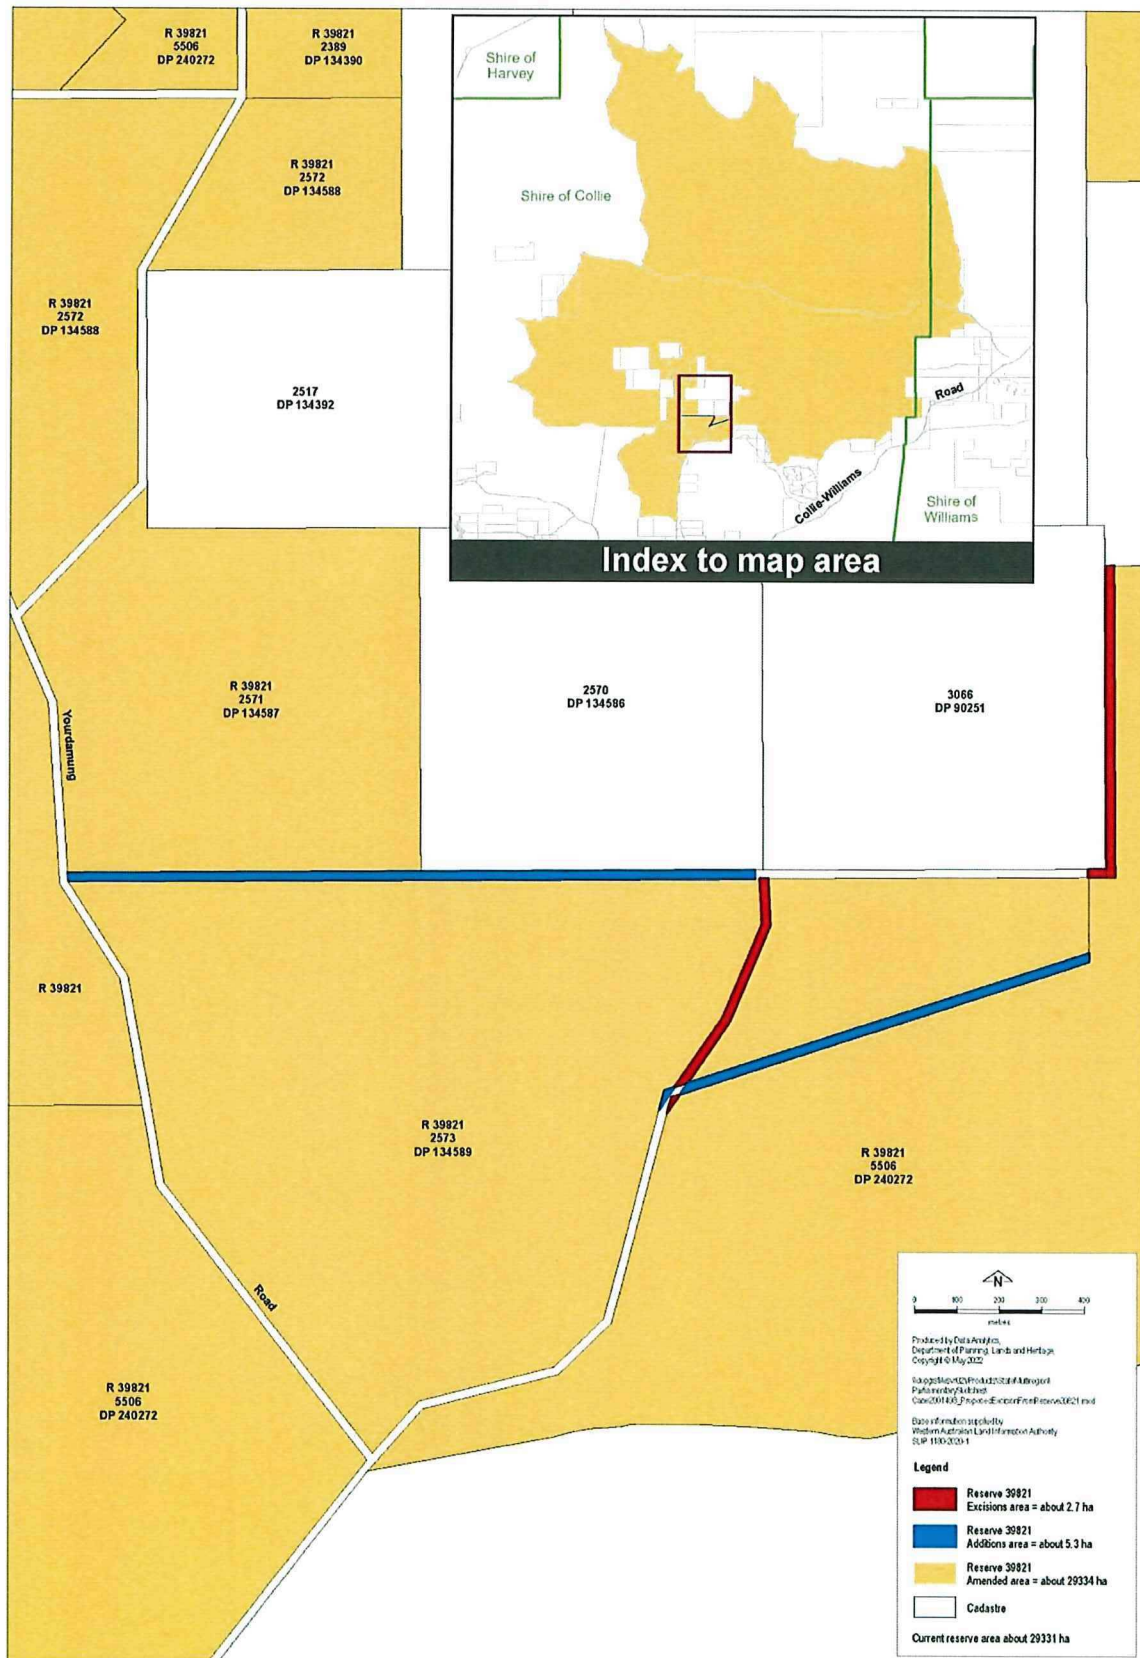 R 39821
5506
DP 240272
R 39821
2389
DP 134390
R 39821
2572
DP 134588
R 39821
2572
DP 134588
2517
DP 134392
Shire of
Harvey
Shire of Collie
Road
Collie-Williams
Shire of
Williams
Index to map area
R 39821
2571
DP 134587
2570
DP 134586
3066
DP 90251
Yourdamung
R 39821
R 39821
2573
DP 134589
R 39821
5506
DP 240272
Road
R 39821
5506
DP 240272
N
0 100 200 300 400
metres
Produced by Data Analytics,
Department of Planning, Lands and Heritage,
Copyright © May 2022
Base information supplied by
Western Australian Land Information Authority
SLIP 1180-2020-1
Legend
Reserve 39821
Excisions area = about 2.7 ha
Reserve 39821
Additions area = about 5.3 ha
Reserve 39821
Amended area = about 29334 ha
Cadastre
Current reserve area about 29331 ha